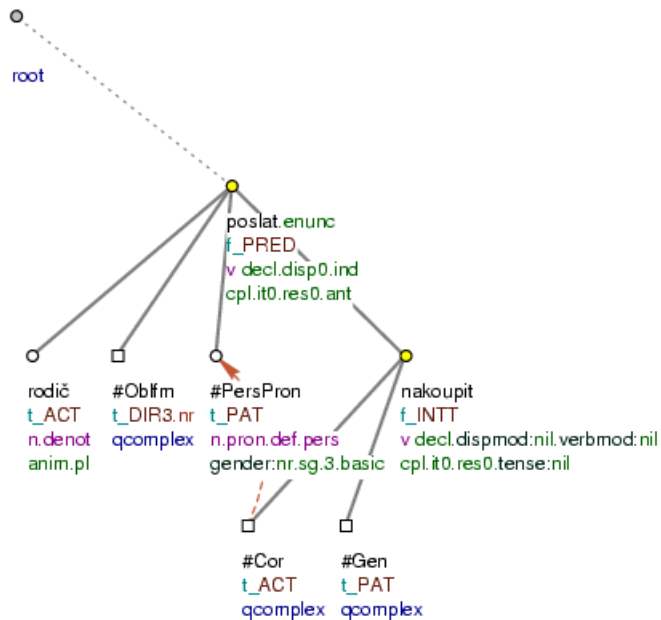 root
poslat.enunc
f_PRED
v decl.disp0.ind
cpl.it0.res0.ant
rodič
t_ACT
n.denot
anim.pl
#Oblfm
t_DIR3.nr
qcomplex
#PersPron
t_PAT
n.pron.def.pers
gender:nr.sg.3.basic
nakoupit
f_INTT
v decl.dispmod:nil.verbmod:nil
cpl.it0.res0.tense:nil
#Cor
t_ACT
qcomplex
#Gen
t_PAT
qcomplex